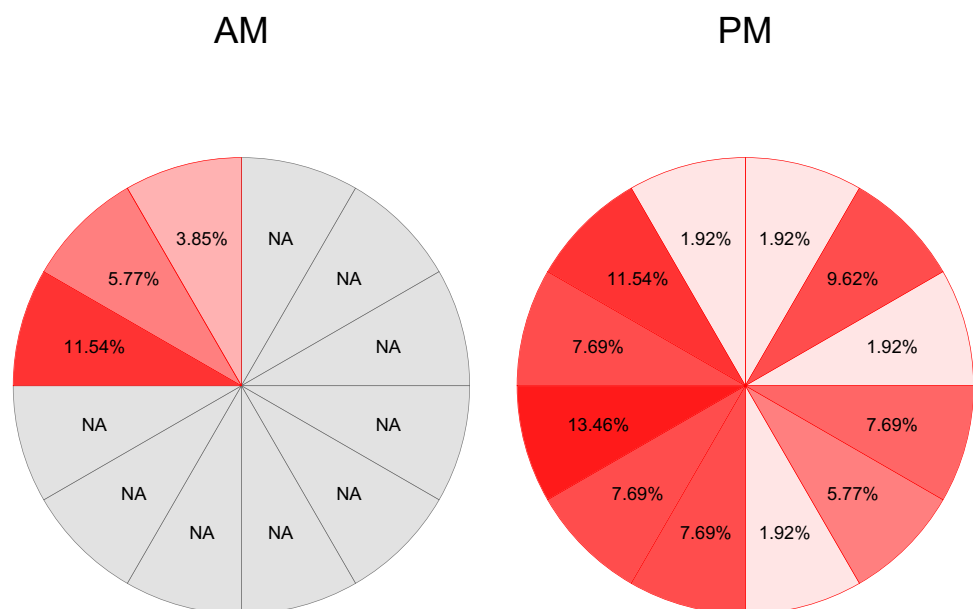 AM PM
3.85% NA 1.92% 1.92%
5.77% NA 11.54% 9.62%
11.54% NA 7.69% 1.92%
NA NA 13.46% 7.69%
NA NA 7.69% 5.77%
NA NA 7.69% 1.92%